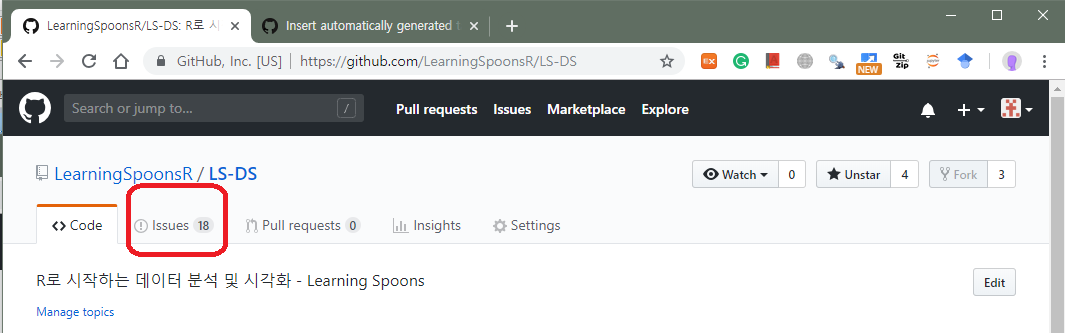 LearningSpoonsR/LS-DS: R로 시
Insert automatically generated t
GitHub, Inc. [US] | https://github.com/LearningSpoonsR/LS-DS
EX
G
NEW
Git
Zip
Search or jump to...
/
Pull requests Issues Marketplace Explore
LearningSpoonsR / LS-DS
Watch 0 Unstar 4 Fork 3
<> Code Issues 18 Pull requests 0 Insights Settings
R로 시작하는 데이터 분석 및 시각화 - Learning Spoons
Edit
Manage topics